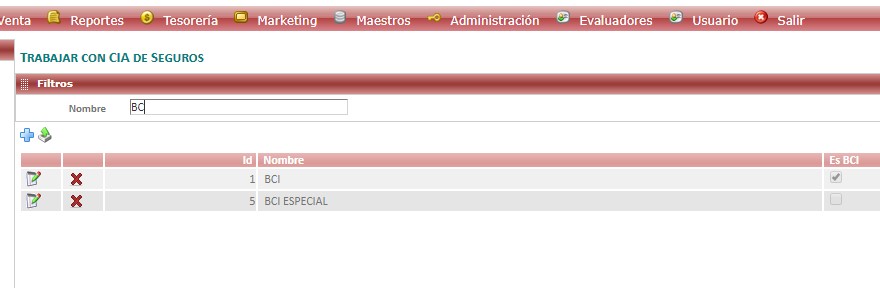 Venta Reportes Tesorería Marketing Maestros Administración Evaluadores Usuario Salir
TRABAJAR CON CIA DE SEGUROS
Filtros
Nombre BC
Id Nombre Es BCI
1 BCI
5 BCI ESPECIAL